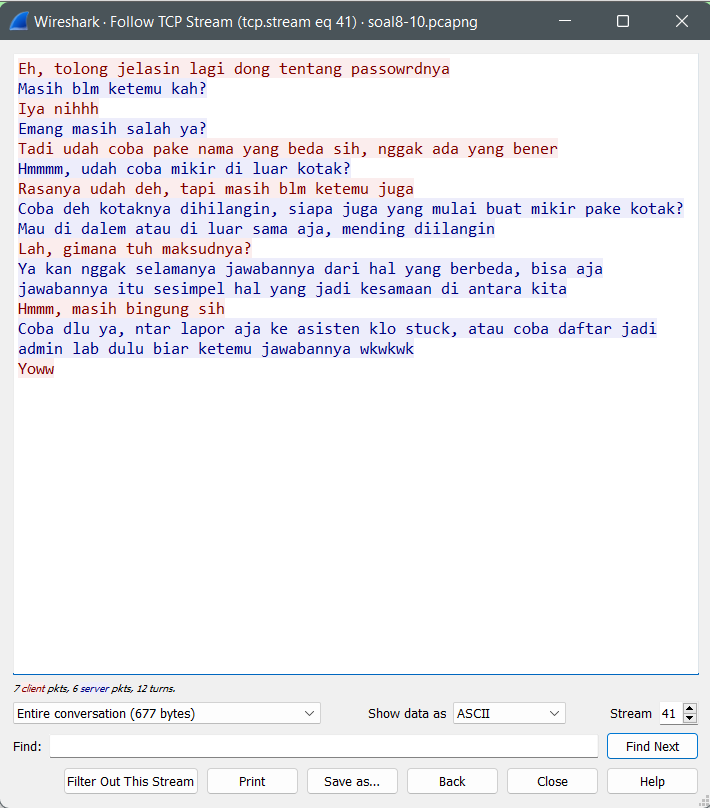 Wireshark · Follow TCP Stream (tcp.stream eq 41) · soal8-10.pcapng
Eh, tolong jelasin lagi dong tentang passowrdnya
Masih blm ketemu kah?
Iya nihhh
Emang masih salah ya?
Tadi udah coba pake nama yang beda sih, nggak ada yang bener
Hmmmm, udah coba mikir di luar kotak?
Rasanya udah deh, tapi masih blm ketemu juga
Coba deh kotaknya dihilangin, siapa juga yang mulai buat mikir pake kotak?
Mau di dalem atau di luar sama aja, mending diilangin
Lah, gimana tuh maksudnya?
Ya kan nggak selamanya jawabannya dari hal yang berbeda, bisa aja
jawabannya itu sesimpel hal yang jadi kesamaan di antara kita
Hmmm, masih bingung sih
Coba dlu ya, ntar lapor aja ke asisten klo stuck, atau coba daftar jadi
admin lab dulu biar ketemu jawabannya wkwkwk
Yoww
7 client pkts, 6 server pkts, 12 turns.
Entire conversation (677 bytes) Show data as ASCII Stream 41
Find: Find Next
Filter Out This Stream Print Save as... Back Close Help